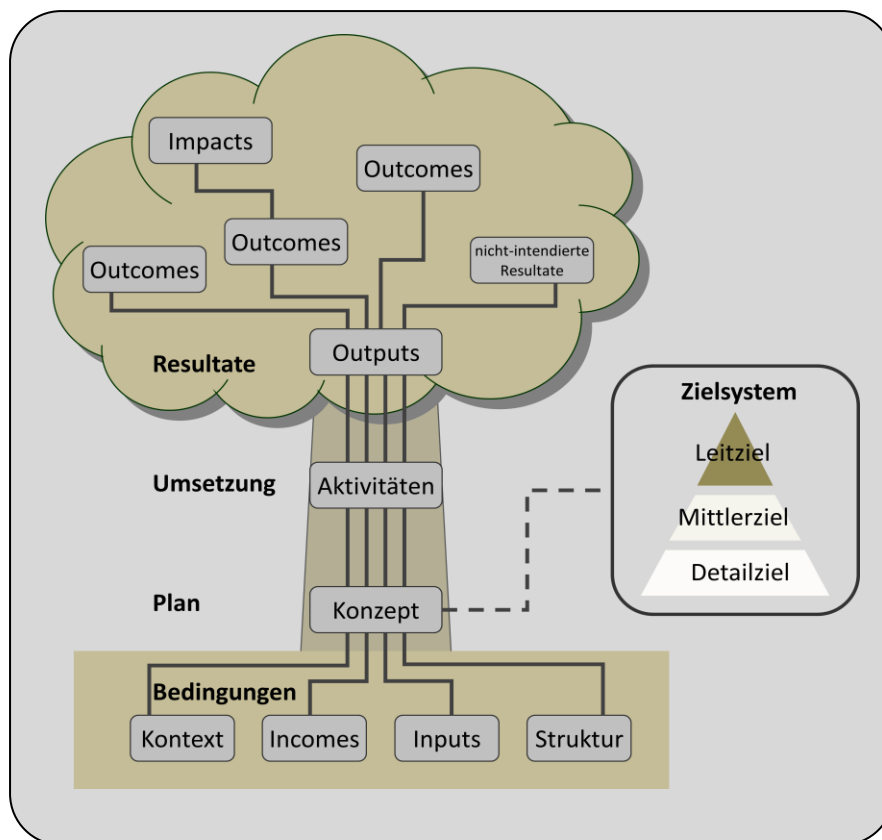 Impacts
Outcomes
Outcomes
Outcomes
nicht-intendierte
Resultate
Outputs
Resultate
Zielsystem
Leitziel
Mittlerziel
Detailziel
Umsetzung
Aktivitäten
Plan
Konzept
Bedingungen
Kontext
Incomes
Inputs
Struktur